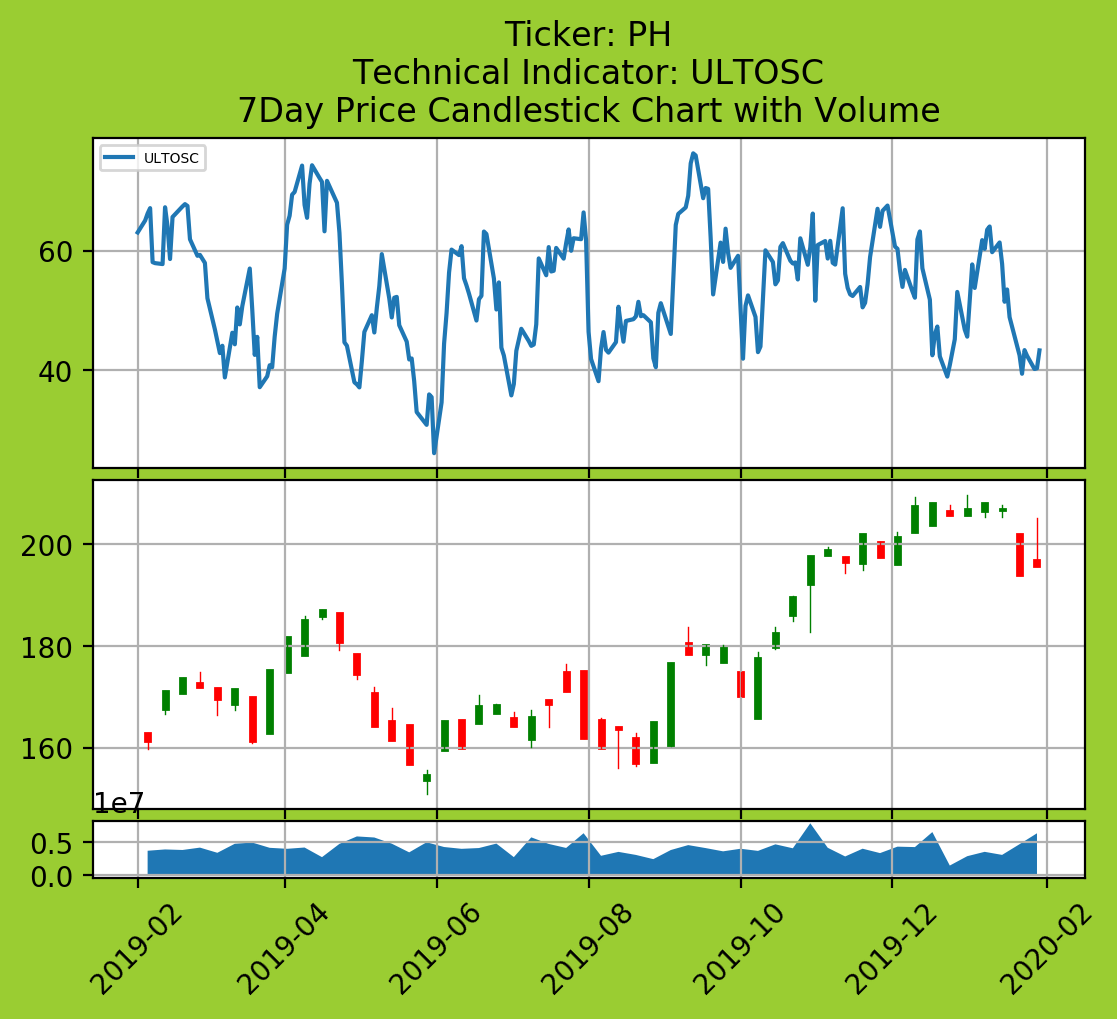 Ticker: PH
Technical Indicator: ULTOSC
7Day Price Candlestick Chart with Volume
ULTOSC
60
40
200
180
160
1e7
0.5
0.0
2019-02
2019-04
2019-06
2019-08
2019-10
2019-12
2020-02